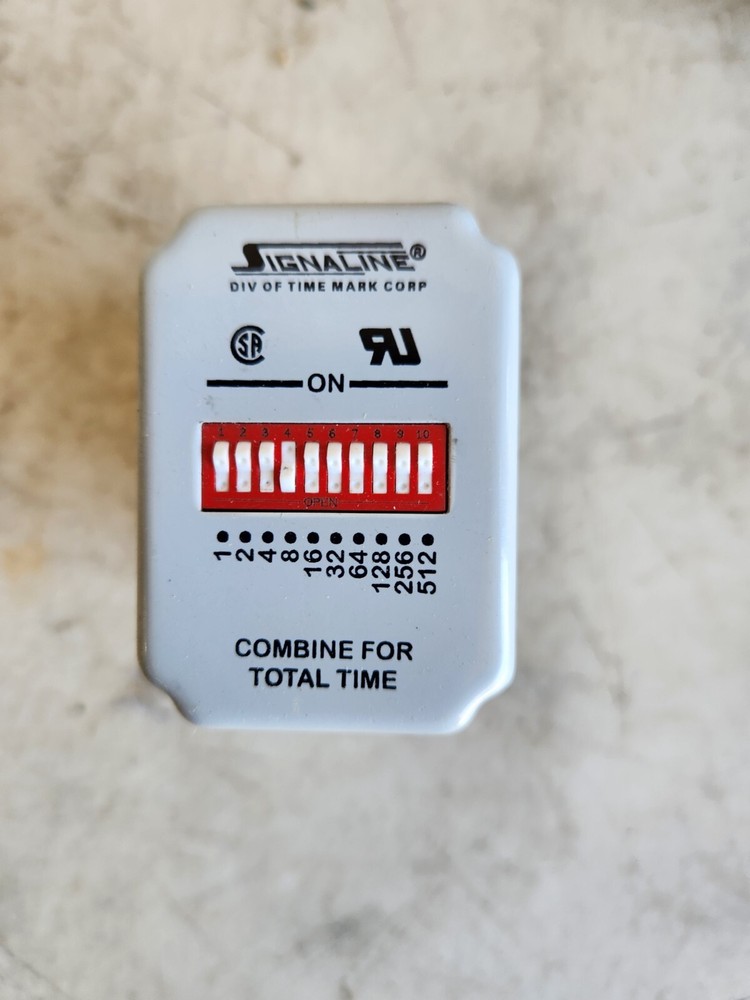 SIGNALINE®
DIV OF TIME MARK CORP
ON
1 2 3 4 5 6 7 8 9 10
OPEN
1 2 4 8 16 32 64 128 256 512
COMBINE FOR
TOTAL TIME